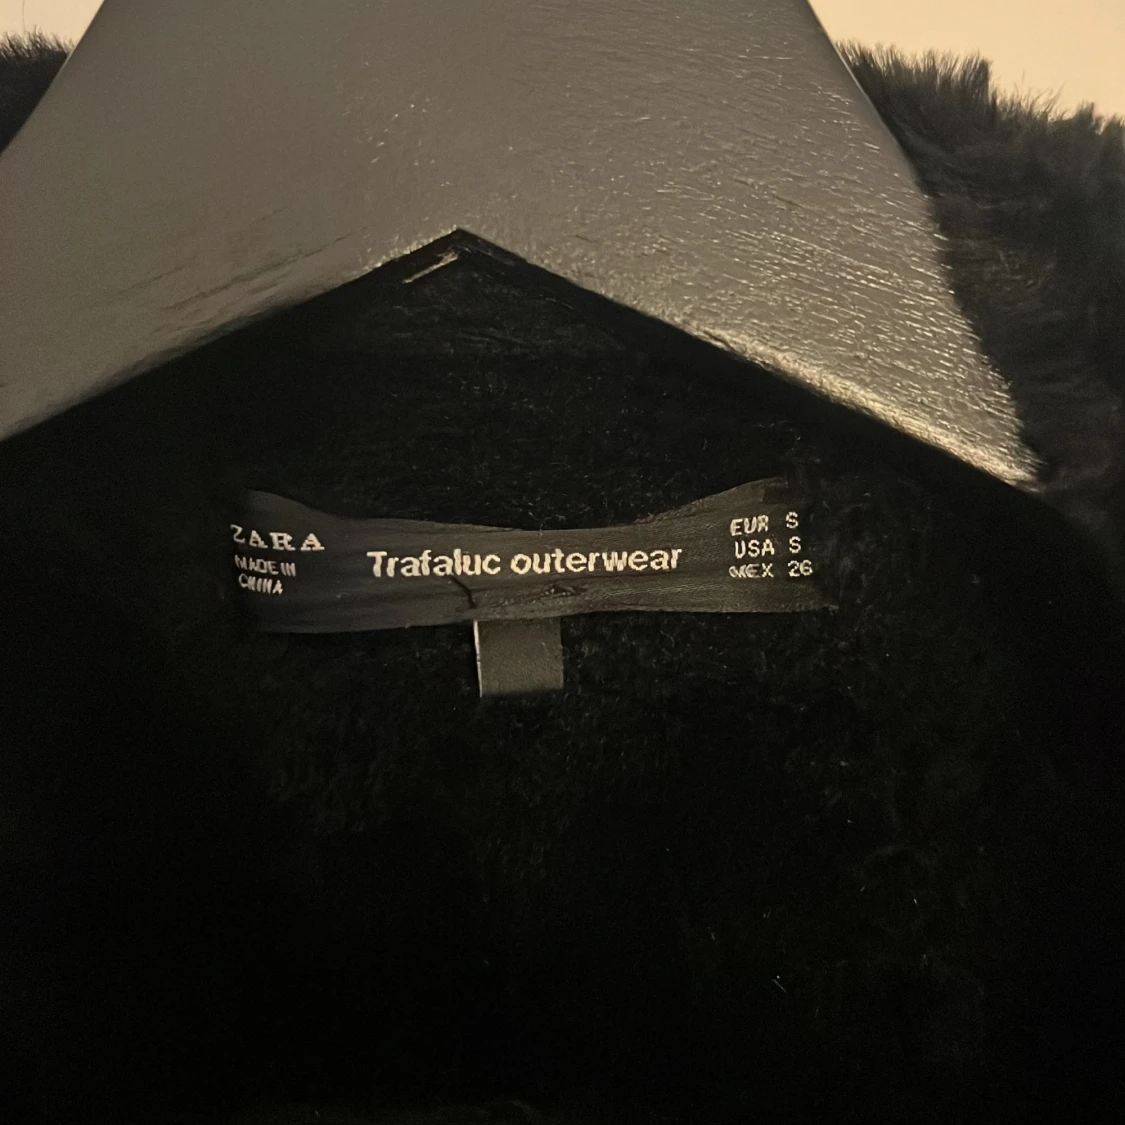 ZARA
MADE IN
CHINA
Trafaluc outerwear
EUR S
USA S
MEX 26